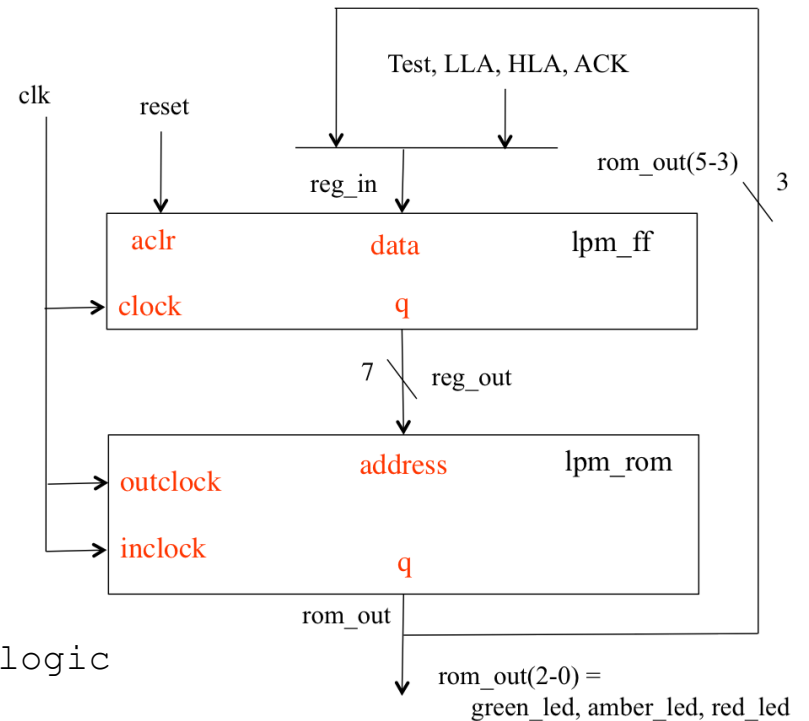 Test, LLA, HLA, ACK
clk
reset
rom_out(5-3)
3
reg_in
aclr
data
lpm_ff
clock
q
7
reg_out
address
lpm_rom
outclock
inclock
q
rom_out
logic
rom_out(2-0) =
green_led, amber_led, red_led